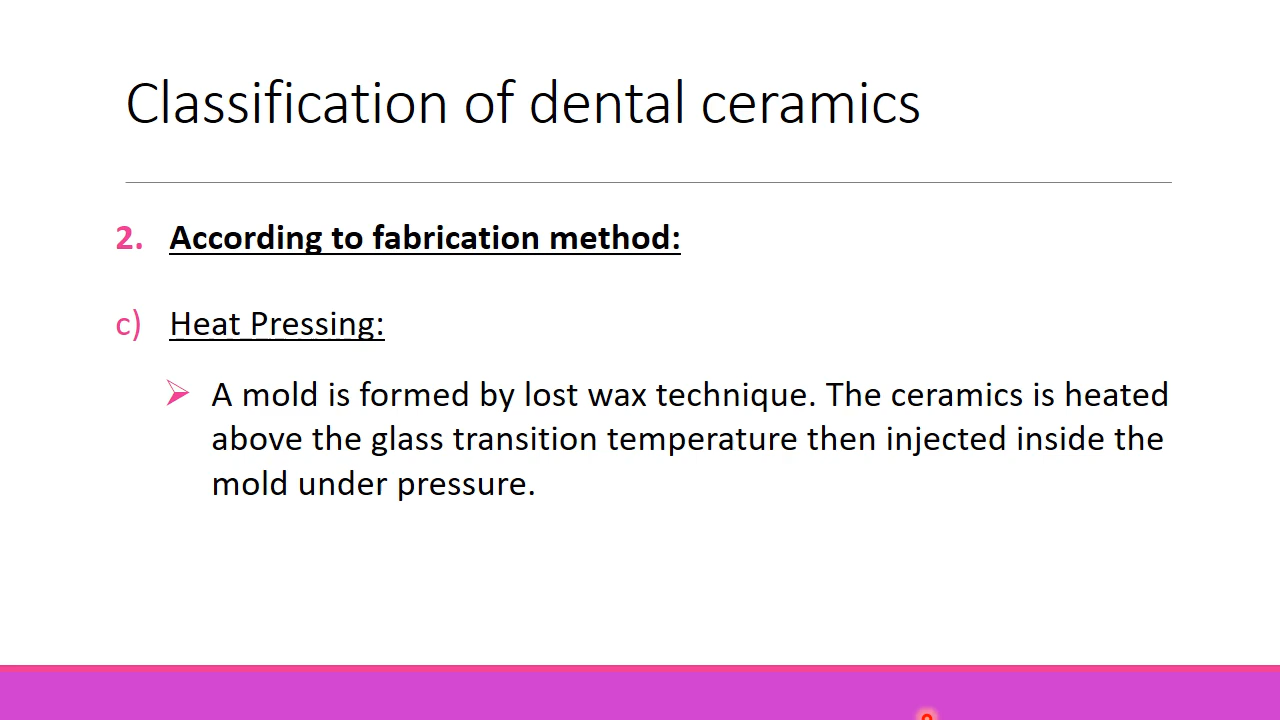 Classification of dental ceramics
2. According to fabrication method:
c) Heat Pressing:
A mold is formed by lost wax technique. The ceramics is heated
above the glass transition temperature then injected inside the
mold under pressure.